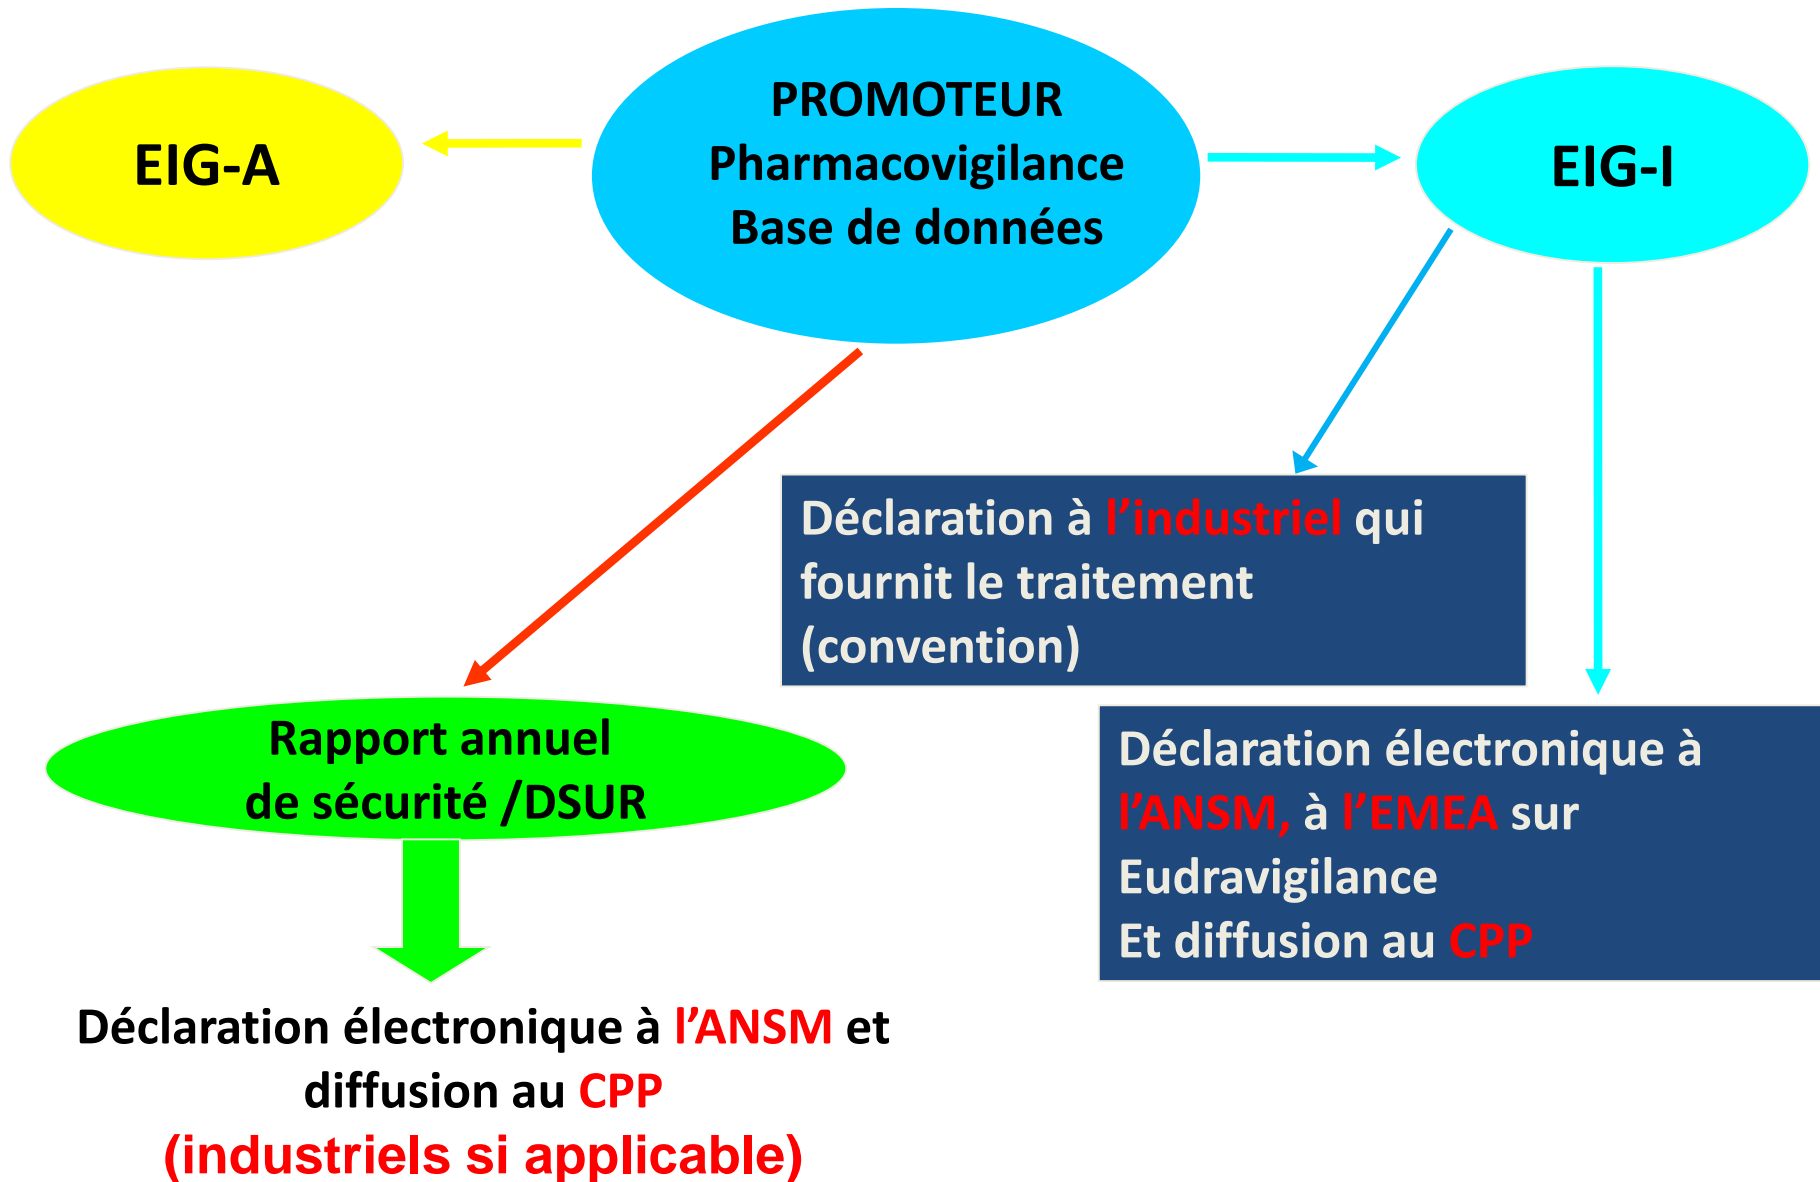 EIG-A
PROMOTEUR
Pharmacovigilance
Base de données
EIG-I
Déclaration à l’industriel qui
fournit le traitement
(convention)
Rapport annuel
de sécurité /DSUR
Déclaration électronique à
l’ANSM, à l’EMEA sur
Eudravigilance
Et diffusion au CPP
Déclaration électronique à l’ANSM et
diffusion au CPP
(industriels si applicable)